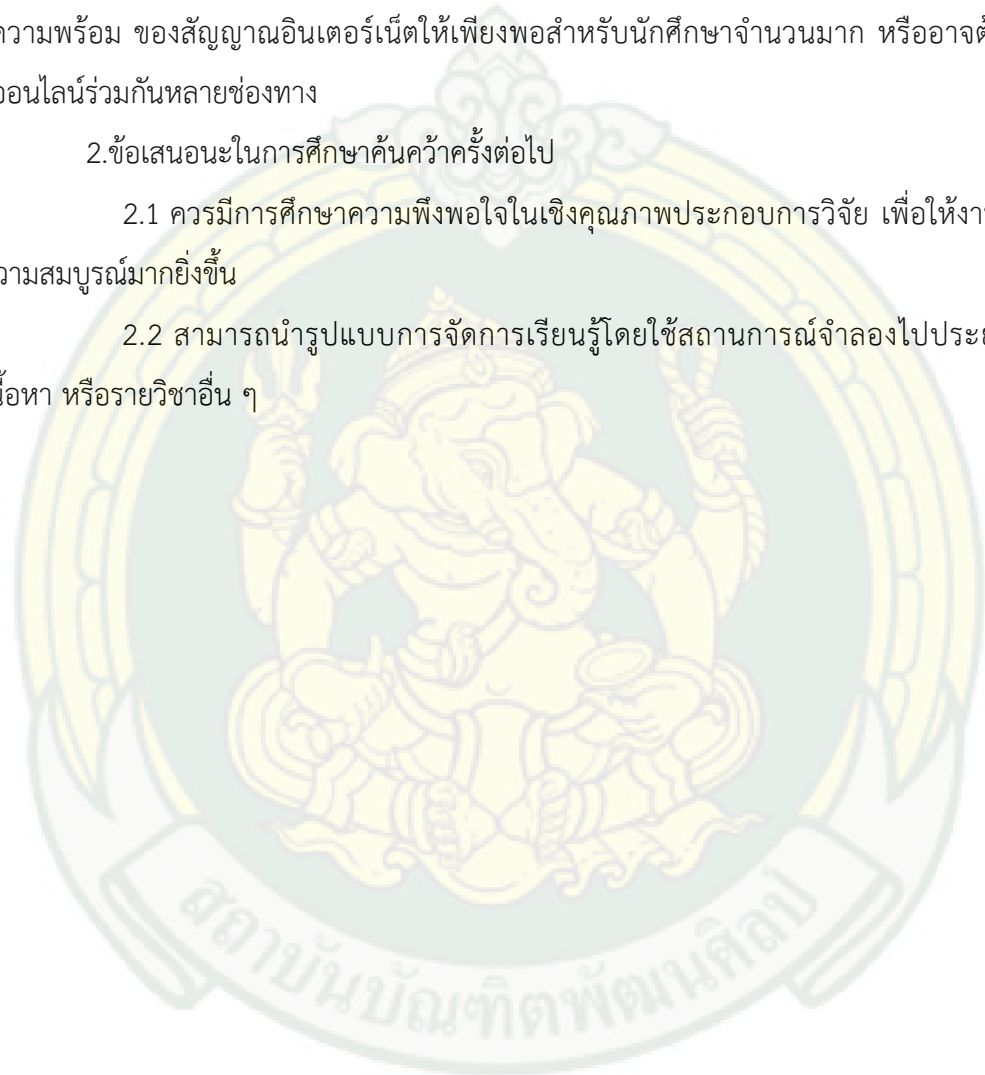 ความพร้อม ของสัญญาณอินเตอร์เน็ตให้เพียงพอสำหรับนักศึกษาจำนวนมาก หรืออาจ
ออนไลน์ร่วมกันหลายช่องทาง
2.ข้อเสนอนะในการศึกษาค้นคว้าครั้งต่อไป
2.1 ควรมีการศึกษาความพึงพอใจในเชิงคุณภาพประกอบการวิจัย เพื่อให้
ความสมบูรณ์มากยิ่งขึ้น
2.2 สามารถนำรูปแบบการจัดการเรียนรู้โดยใช้สถานการณ์จำลองไป
เนื้อหา หรือรายวิชาอื่น ๆ
สถาบันบัณฑิตพัฒนศิลป์